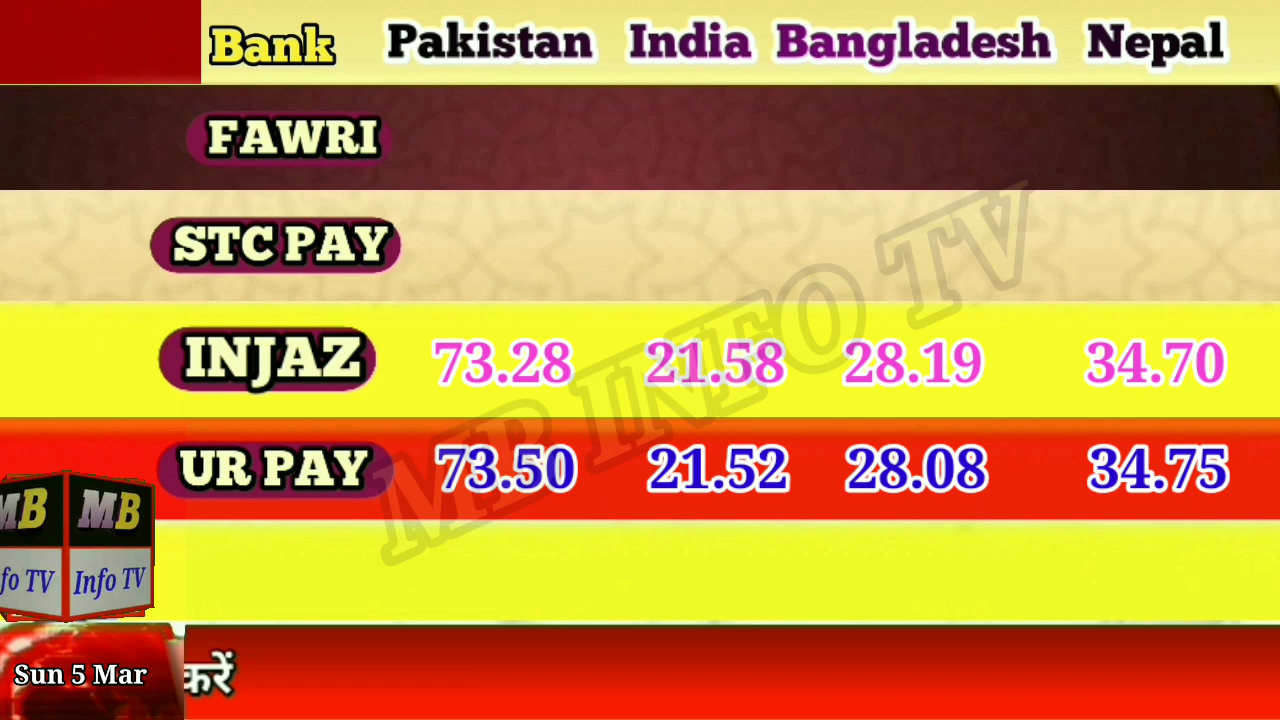 Bank Pakistan India Bangladesh Nepal
FAWRI
STC PAY
INJAZ 73.28 21.58 28.19 34.70
UR PAY 73.50 21.52 28.08 34.75
MB INFO TV
MB MB
fo TV Info TV
Sun 5 Mar करें